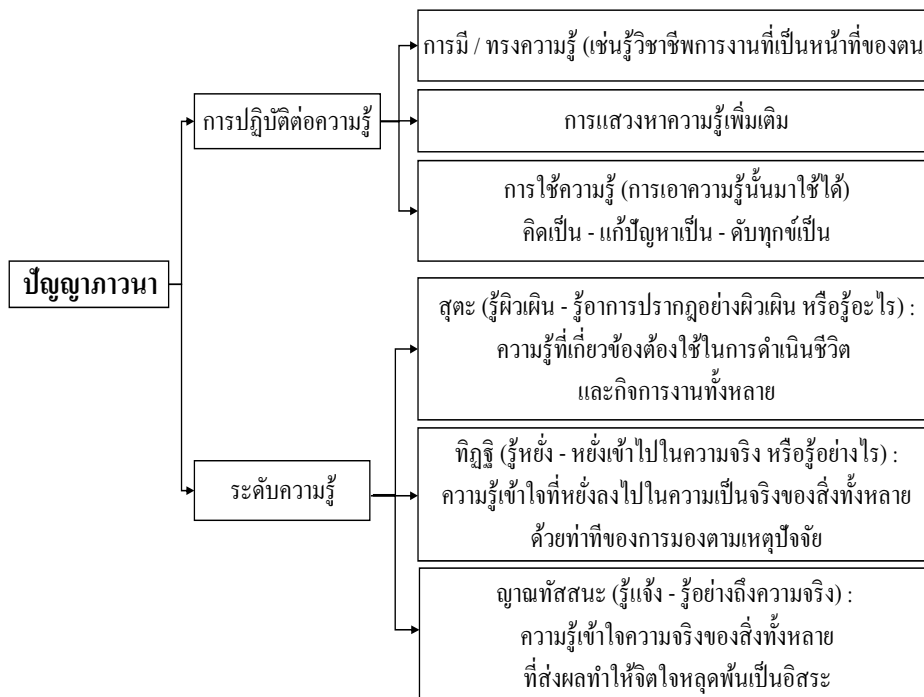 การมี / ทรงความรู้ (เช่นรู้วิชาชีพการงานที่เป็นหน้าที่ของตน
การปฏิบัติต่อความรู้
การแสวงหาความรู้เพิ่มเติม
การใช้ความรู้ (การเอาความรู้นั้นมาใช้ได้)
คิดเป็น - แก้ปัญหาเป็น - ดับทุกข์เป็น
ปัญญาภาวนา
สุตะ (รู้ผิวเผิน - รู้อาการปรากฎอย่างผิวเผิน หรือรู้อะไร) :
ความรู้ที่เกี่ยวข้องต้องใช้ในการดำเนินชีวิต
และกิจการงานทั้งหลาย
ระดับความรู้
ทิฏฐิ (รู้หยั่ง - หยั่งเข้าไปในความจริง หรือรู้อย่างไร) :
ความรู้เข้าใจที่หยั่งลงไปในความเป็นจริงของสิ่งทั้งหลาย
ด้วยท่าทีของการมองตามเหตุปัจจัย
ญาณทัสสนะ (รู้แจ้ง - รู้อย่างถึงความจริง) :
ความรู้เข้าใจความจริงของสิ่งทั้งหลาย
ที่ส่งผลทำให้จิตใจหลุดพ้นเป็นอิสระ